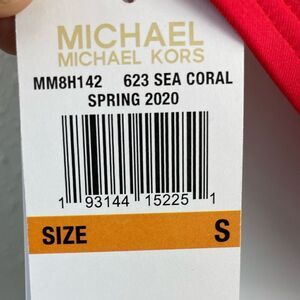 MICHAEL
MICHAEL KORS
MM8H142 623 SEA CORAL
SPRING 2020
1 93144 15225 1
SIZE S